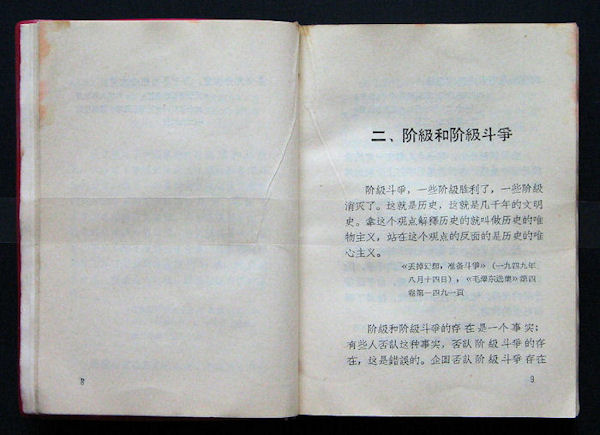 二、阶級和阶級斗爭
阶級斗爭，一些阶級胜利了，一些阶級
消灭了。这就是历史，这就是几千年的文明
史。拿这个观点解釋历史的就叫做历史的唯
物主义，站在这个观点的反面的是历史的唯
心主义。
《丢掉幻想，准备斗爭》（一九四九年
八月十四日），《毛澤东选集》第四
卷第一四九一頁
阶級和阶級斗爭的存在是一个事实；
有些人否認这种事实，否認阶級斗爭的存
在，这是錯誤的。企图否認阶級斗爭存在
8
9